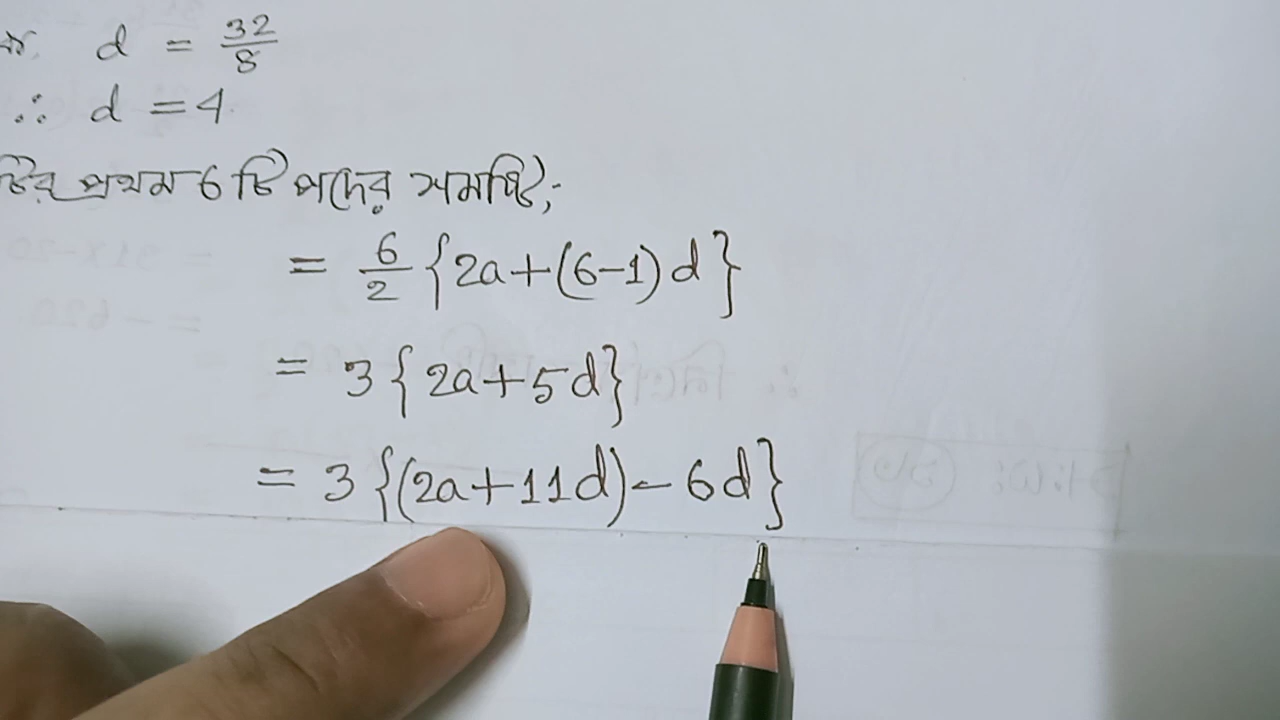 d = 32/8
∴ d = 4
প্রথম 6 টি পদের সমষ্টি;
= 6/2 {2a+(6-1)d}
= 3{2a+5d}
= 3{(2a+11d)-6d}